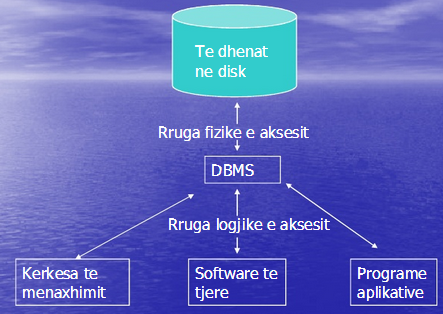 Te dhenat
ne disk
Rruga fizike e aksesit
DBMS
Rruga logjike e aksesit
Kerkesa te
menaxhimit
Software te
tjere
Programe
aplikative